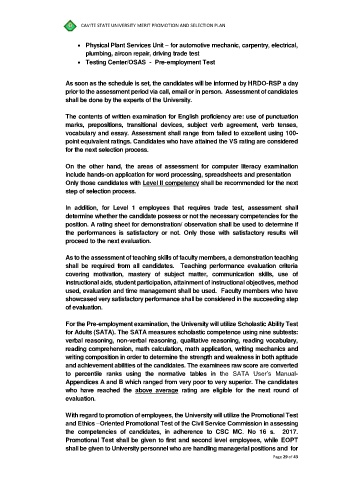 CAVITE STATE UNIVERSITY MERIT PROMOTION AND SELECTION PLAN
• Physical Plant Services Unit – for automotive mechanic, carpentry, electrical,
plumbing, aircon repair, driving trade test
• Testing Center/OSAS - Pre-employment Test
As soon as the schedule is set, the candidates will be informed by HRDO-RSP a day
prior to the assessment period via call, email or in person. Assessment of candidates
shall be done by the experts of the University.
The contents of written examination for English proficiency are: use of punctuation
marks, prepositions, transitional devices, subject verb agreement, verb tenses,
vocabulary and essay. Assessment shall range from failed to excellent using 100-
point equivalent ratings. Candidates who have attained the VS rating are considered
for the next selection process.
On the other hand, the areas of assessment for computer literacy examination
include hands-on application for word processing, spreadsheets and presentation
Only those candidates with Level II competency shall be recommended for the next
step of selection process.
In addition, for Level 1 employees that requires trade test, assessment shall
determine whether the candidate possess or not the necessary competencies for the
position. A rating sheet for demonstration/ observation shall be used to determine if
the performances is satisfactory or not. Only those with satisfactory results will
proceed to the next evaluation.
As to the assessment of teaching skills of faculty members, a demonstration teaching
shall be required from all candidates. Teaching performance evaluation criteria
covering motivation, mastery of subject matter, communication skills, use of
instructional aids, student participation, attainment of instructional objectives, method
used, evaluation and time management shall be used. Faculty members who have
showcased very satisfactory performance shall be considered in the succeeding step
of evaluation.
For the Pre-employment examination, the University will utilize Scholastic Ability Test
for Adults (SATA). The SATA measures scholastic competence using nine subtests:
verbal reasoning, non-verbal reasoning, qualitative reasoning, reading vocabulary,
reading comprehension, math calculation, math application, writing mechanics and
writing composition in order to determine the strength and weakness in both aptitude
and achievement abilities of the candidates. The examinees raw score are converted
to percentile ranks using the normative tables in the SATA User's Manual-
Appendices A and B which ranged from very poor to very superior. The candidates
who have reached the above average rating are eligible for the next round of
evaluation.
With regard to promotion of employees, the University will utilize the Promotional Test
and Ethics - Oriented Promotional Test of the Civil Service Commission in assessing
the competencies of candidates, in adherence to CSC MC. No 16 s. 2017.
Promotional Test shall be given to first and second level employees, while EOPT
shall be given to University personnel who are handling managerial positions and for
Page 29 of 43